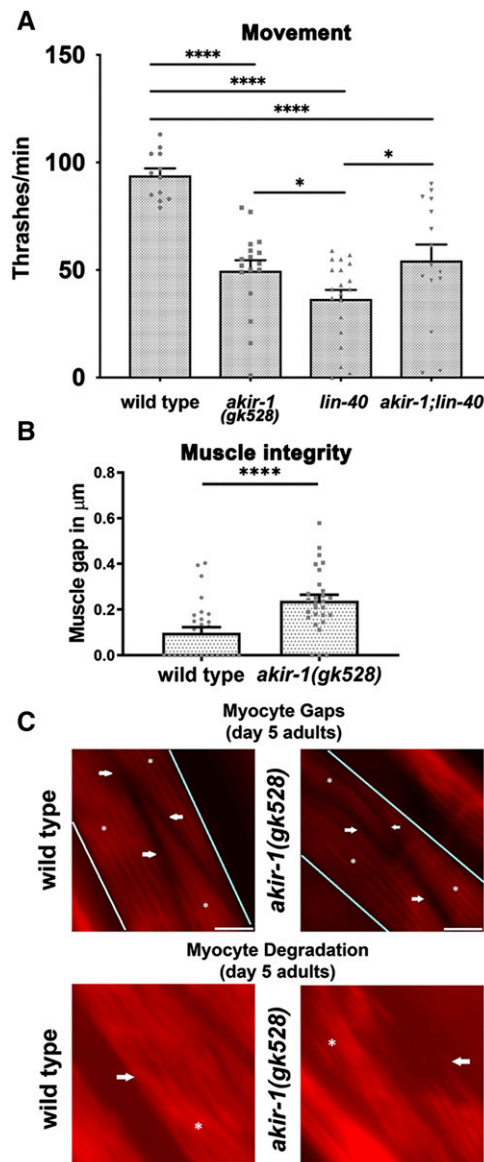 A
Movement
****
****
****
*
*
150
100
50
0
Thrashes/min
wild type
akir-1
(gk528)
lin-40
akir-1;lin-40
B
Muscle integrity
****
0.8
0.6
0.4
0.2
0.0
Muscle gap in μm
wild type
akir-1(gk528)
C
Myocyte Gaps
(day 5 adults)
wild type
*
*
*
akir-1(gk528)
*
*
*
Myocyte Degradation
(day 5 adults)
wild type
*
akir-1(gk528)
*